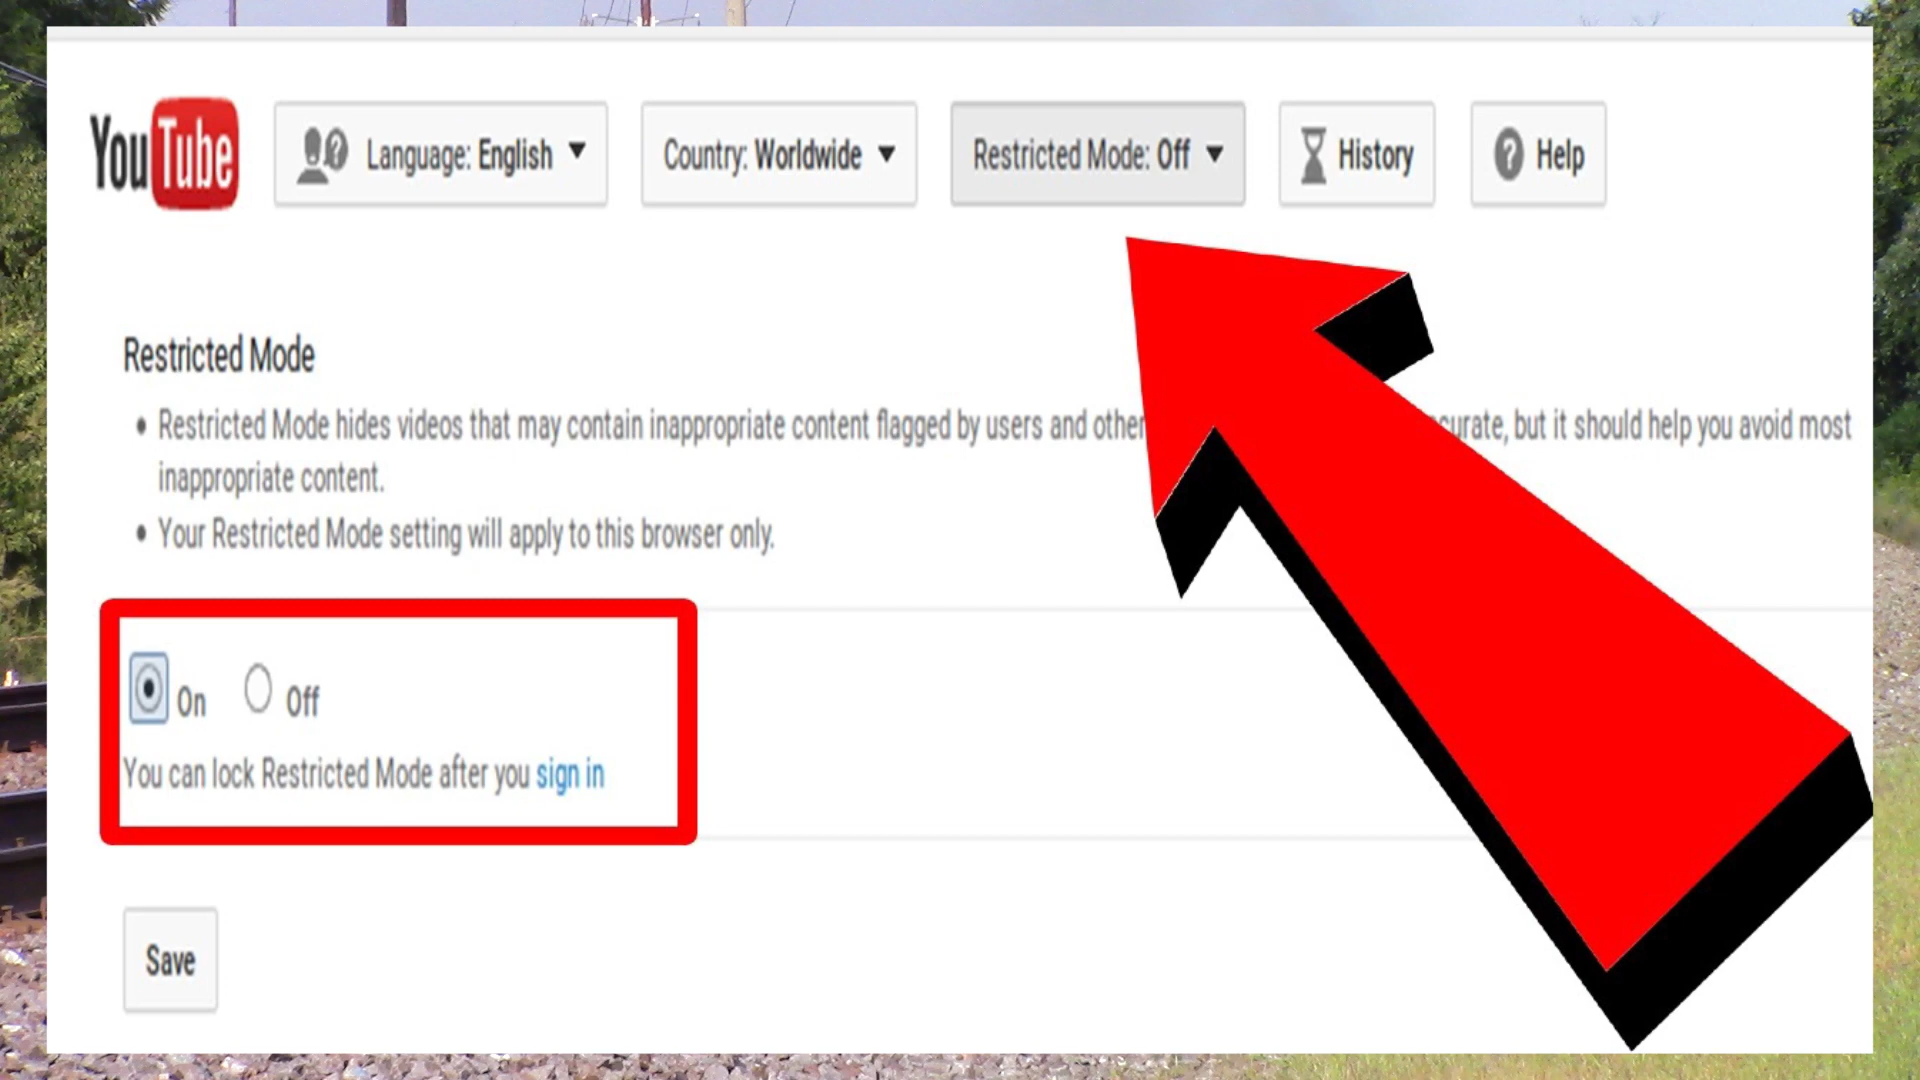 YouTube Language: English Country: Worldwide Restricted Mode: Off History Help
Restricted Mode
Restricted Mode hides videos that may contain inappropriate content flagged by users and other curate, but it should help you avoid most
inappropriate content.
Your Restricted Mode setting will apply to this browser only.
On Off
You can lock Restricted Mode after you sign in
Save